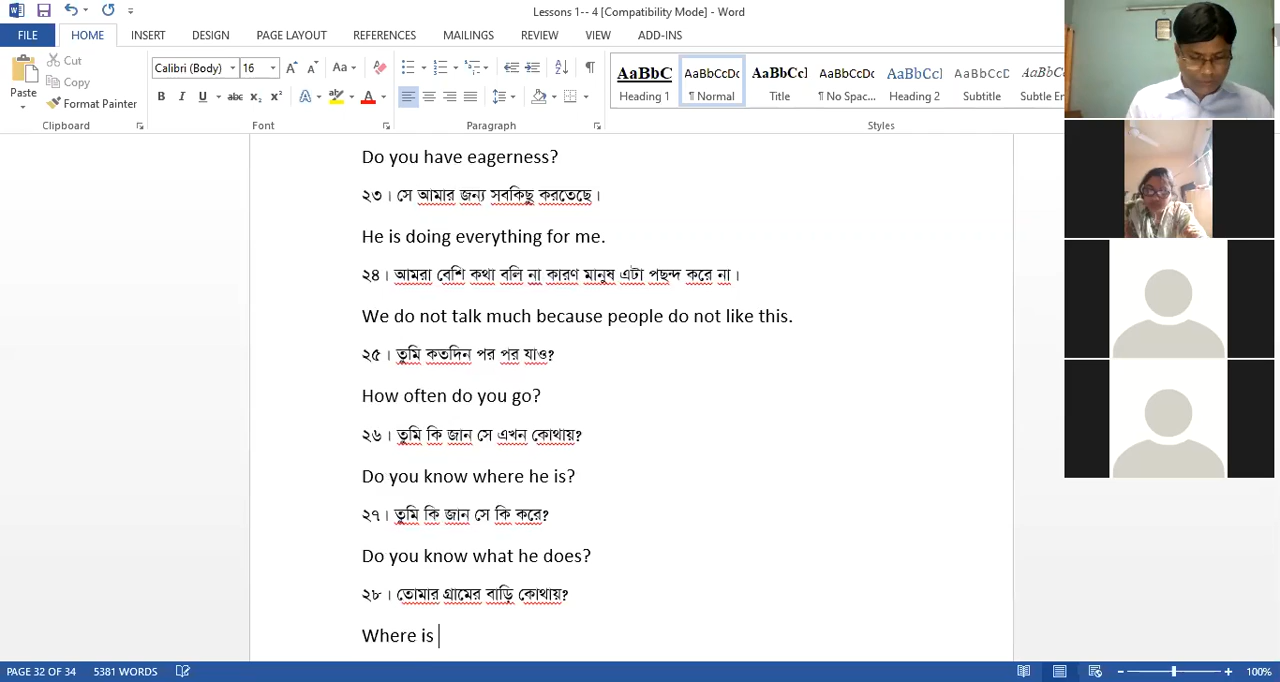 Lessons 1-- 4 [Compatibility Mode] - Word
FILE HOME INSERT DESIGN PAGE LAYOUT REFERENCES MAILINGS REVIEW VIEW ADD-INS
Paste
Cut
Copy
Format Painter
Clipboard
Calibri (Body) 16
Font
Paragraph
AaBbC AaBbCcDc AaBbCc] AaBbCcDc AaBbCc] AaBbCcD AaBbCcD
Heading 1 ¶ Normal Title ¶ No Spac... Heading 2 Subtitle Subtle En
Styles
Do you have eagerness?
২৩। সে আমার জন্য সবকিছু করতেছে।
He is doing everything for me.
২৪। আমরা বেশি কথা বলি না কারণ মানুষ এটা পছন্দ করে না।
We do not talk much because people do not like this.
২৫। তুমি কতদিন পর পর যাও?
How often do you go?
২৬। তুমি কি জান সে এখন কোথায়?
Do you know where he is?
২৭। তুমি কি জান সে কি করে?
Do you know what he does?
২৮। তোমার গ্রামের বাড়ি কোথায়?
Where is
PAGE 32 OF 34 5381 WORDS 100%